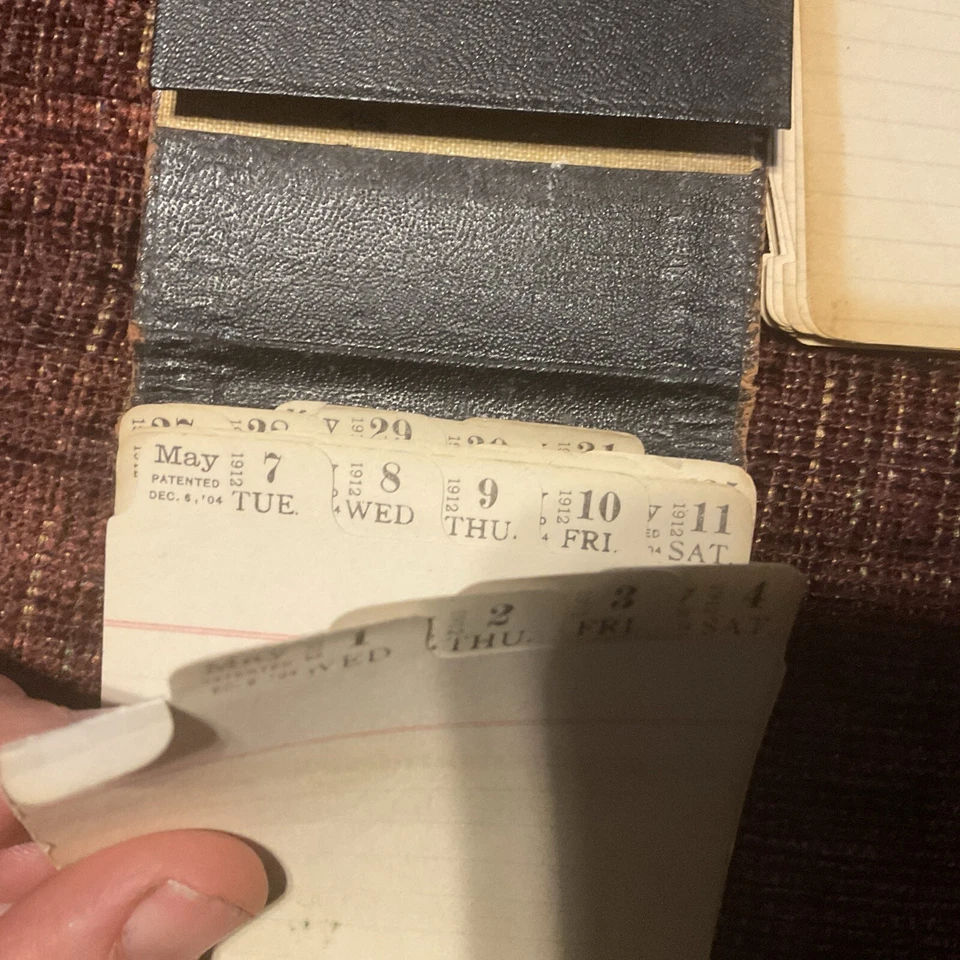 29
May 1912 7 1912 8 1912 9 1912 10 1912 11
PATENTED
DEC. 6, '04 TUE. WED THU. FRI. SAT.
1 2 3 4
WED THU. FRI. SAT.